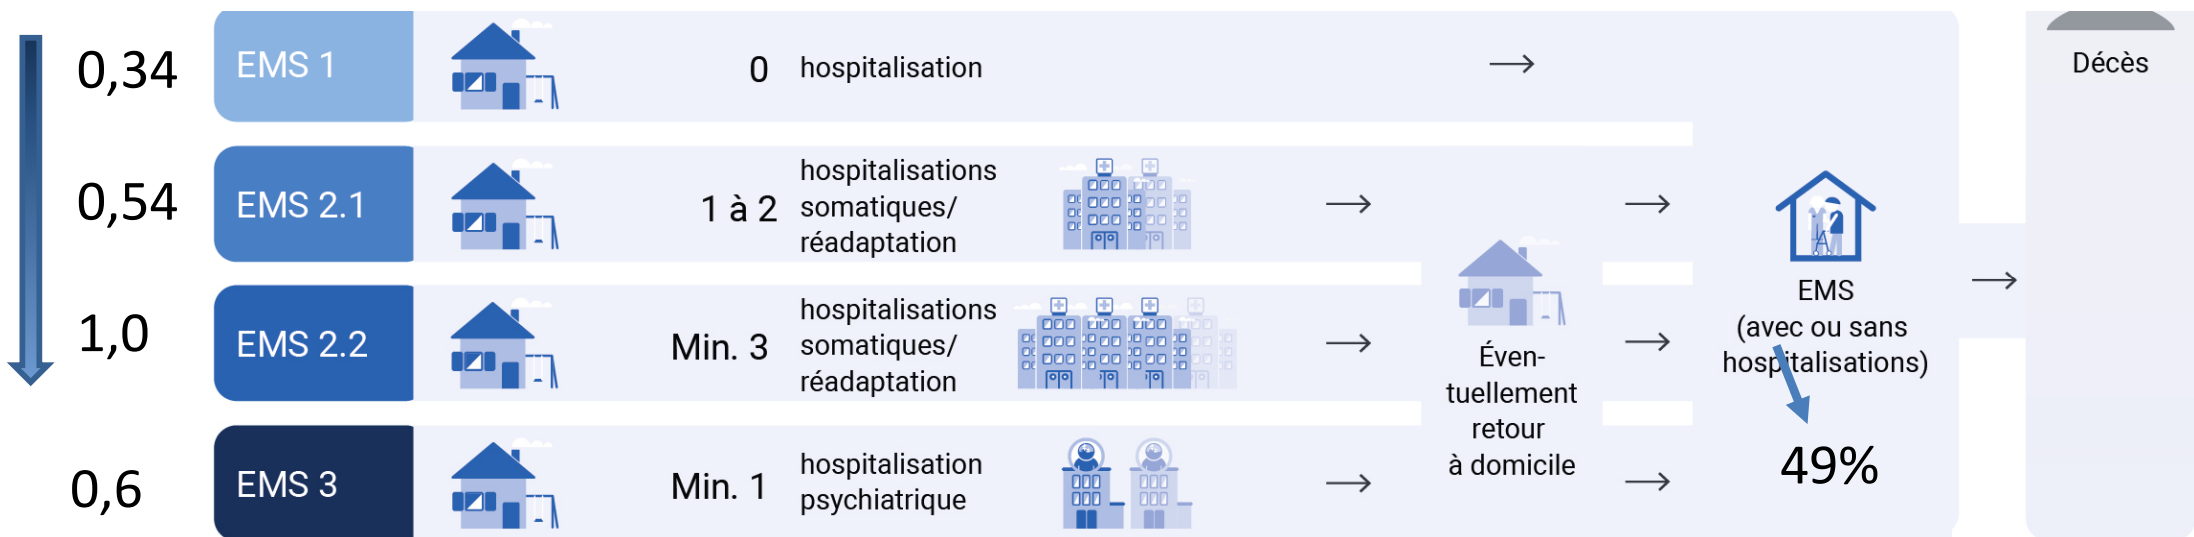 0,34
EMS 1
0 hospitalisation
Décès
0,54
EMS 2.1
1 à 2
hospitalisations
somatiques/
réadaptation
1,0
EMS 2.2
Min. 3
hospitalisations
somatiques/
réadaptation
0,6
EMS 3
Min. 1
hospitalisation
psychiatrique
Éven-
tuellement
retour
à domicile
EMS
(avec ou sans
hospitalisations)
49%